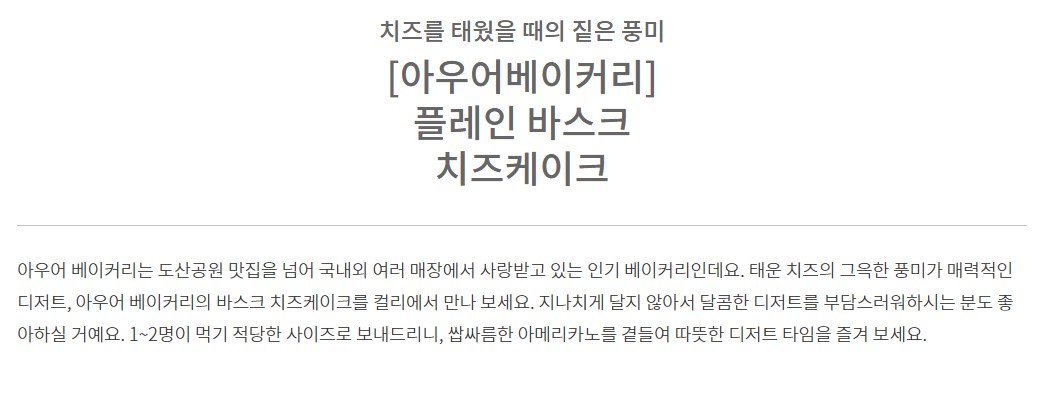 치즈를 태웠을 때의 짙은 풍미
[아우어베이커리]
플레인 바스크
치즈케이크
아우어 베이커리는 도산공원 맛집을 넘어 국내외 여러 매장에서 사랑받고 있는 인기 베이커리인데요. 태운 치즈의 그윽한 풍미가 매력적인
디저트, 아우어 베이커리의 바스크 치즈케이크를 컬리에서 만나 보세요. 지나치게 달지 않아서 달콤한 디저트를 부담스러워하시는 분도 좋
아하실 거예요. 1~2명이 먹기 적당한 사이즈로 보내드리니, 쌉싸름한 아메리카노를 곁들여 따뜻한 디저트 타임을 즐겨 보세요.